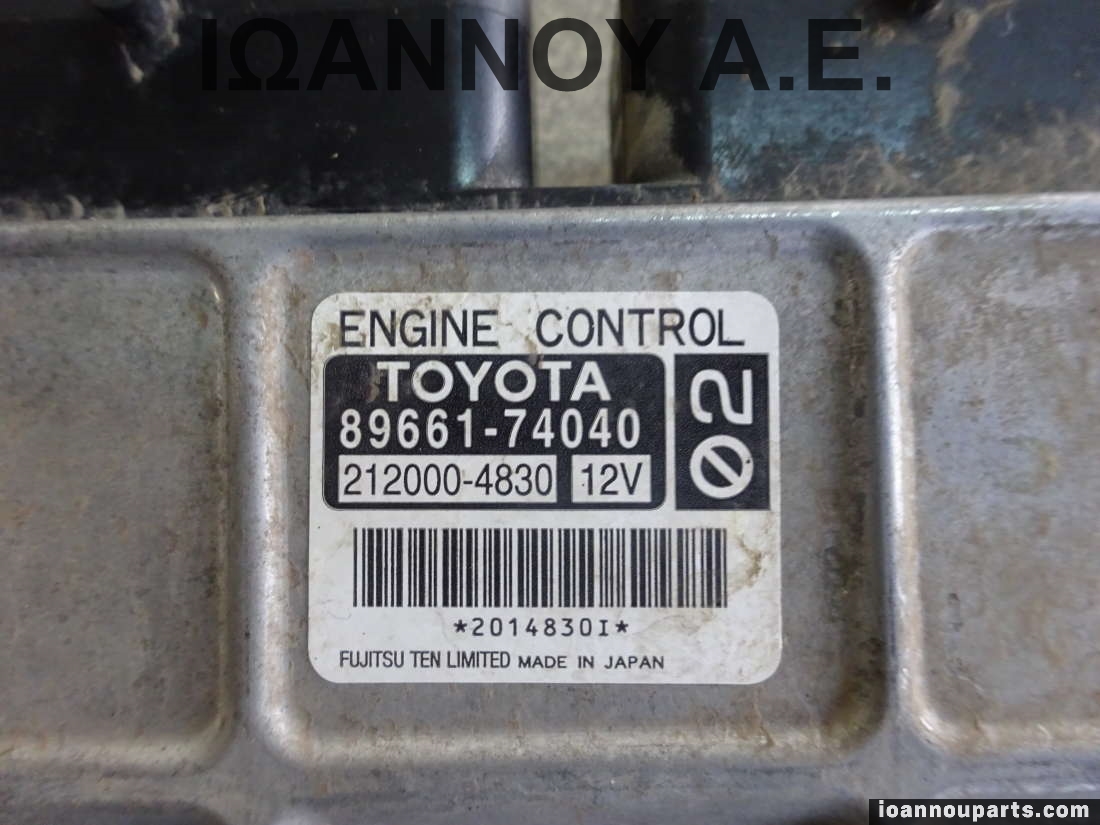 ΙΩΑΝΝΟΥ Α.Ε.
ENGINE CONTROL
TOYOTA
89661-74040
212000-4830 12V
02
*2014830I*
FUJITSU TEN LIMITED MADE IN JAPAN
ioannouparts.com